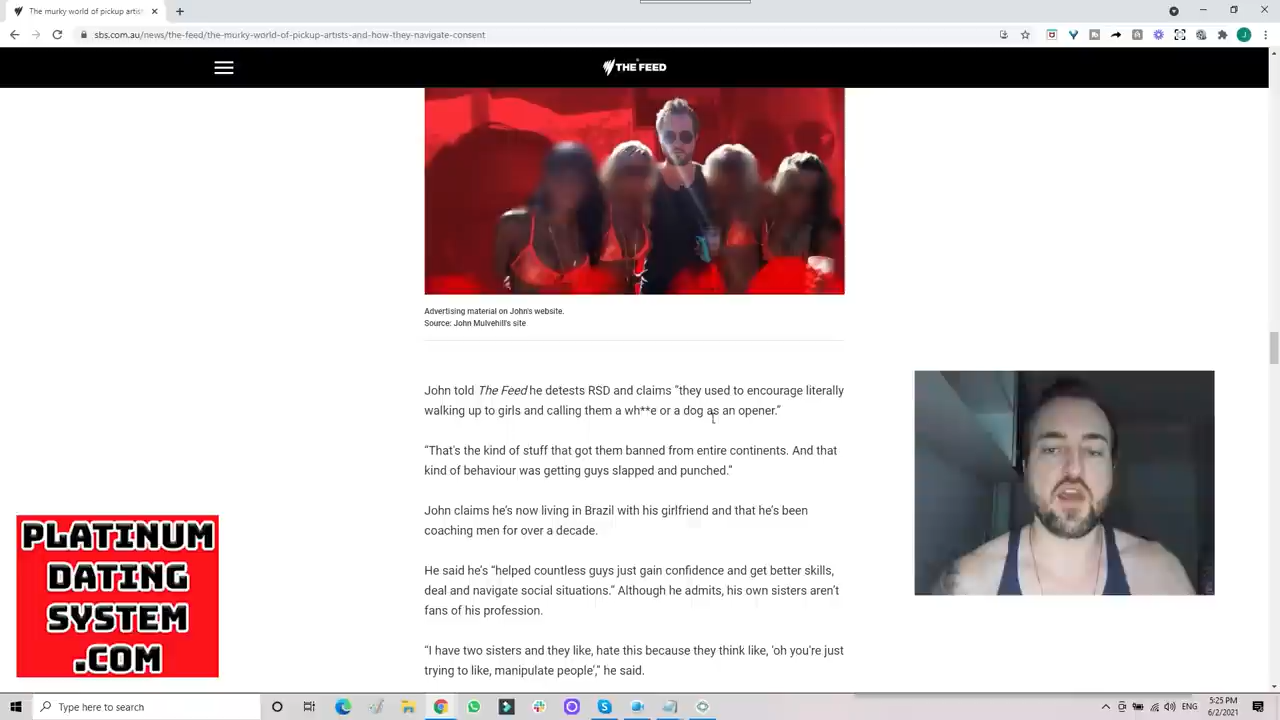 The murky world of pickup artis
sbs.com.au/news/the-feed/the-murky-world-of-pickup-artists-and-how-they-navigate-consent
THE FEED
Advertising material on John's website.
Source: John Mulvehill's site
John told The Feed he detests RSD and claims “they used to encourage literally
walking up to girls and calling them a wh**e or a dog as an opener.”
“That's the kind of stuff that got them banned from entire continents. And that
kind of behaviour was getting guys slapped and punched.”
John claims he's now living in Brazil with his girlfriend and that he's been
coaching men for over a decade.
He said he's “helped countless guys just gain confidence and get better skills,
deal and navigate social situations.” Although he admits, his own sisters aren't
fans of his profession.
“I have two sisters and they like, hate this because they think like, 'oh you're just
trying to like, manipulate people',” he said.
PLATINUM
DATING
SYSTEM
.COM
Type here to search
5:25 PM
6/2/2021